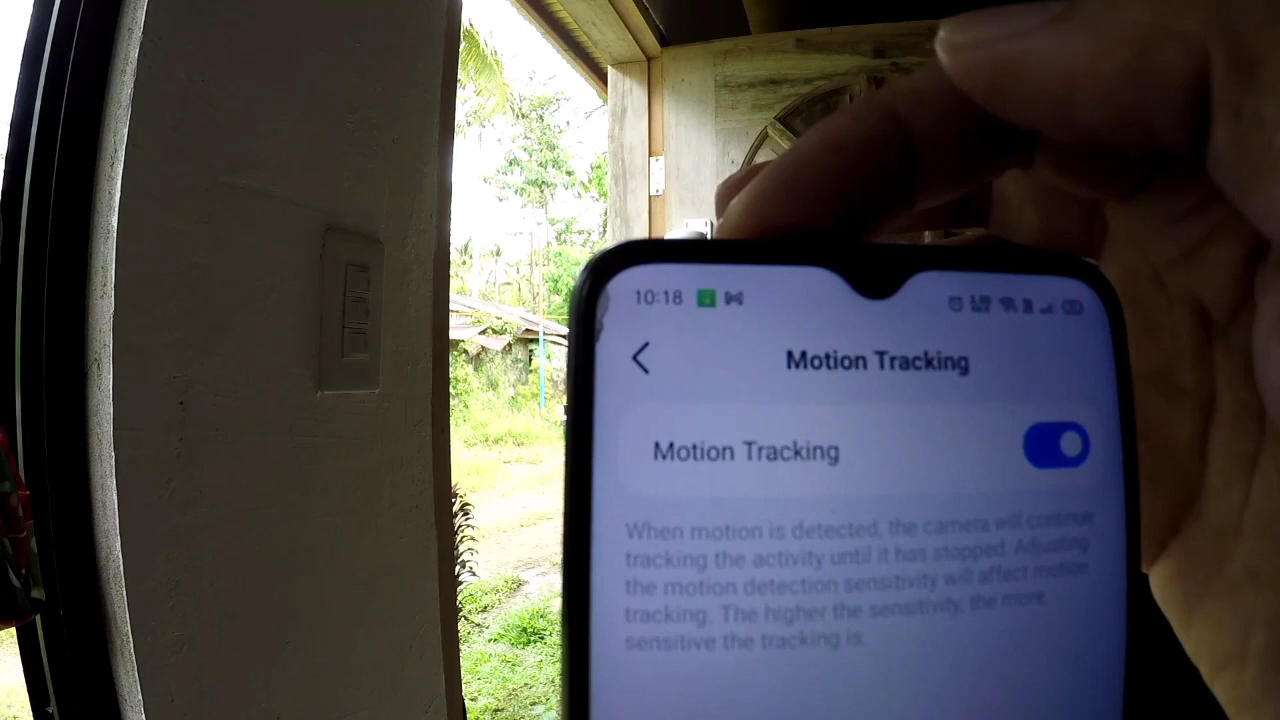 10:18
Motion Tracking
Motion Tracking
When motion is detected, the camera will continue
tracking the activity until it has stopped. Adjusting
the motion detection sensitivity will affect motion
tracking. The higher the sensitivity, the more
sensitive the tracking is.